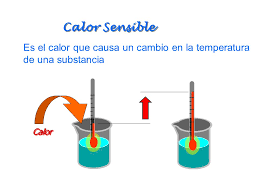 Calor Sensible
Es el calor que causa un cambio en la temperatura
de una substancia
Calor